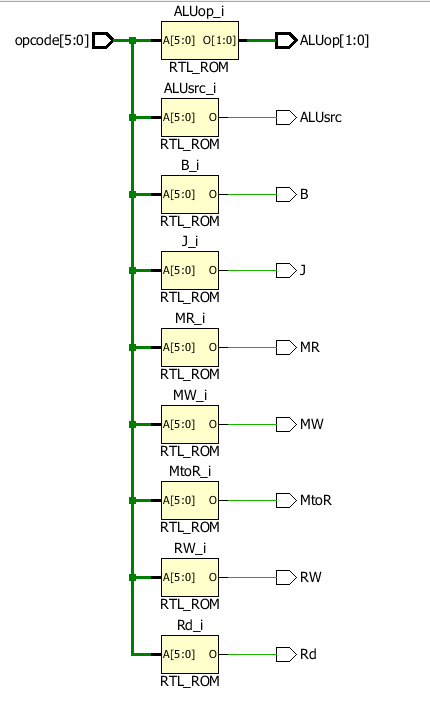 ALUop_i
opcode[5:0] A[5:0] O[1:0] ALUop[1:0]
RTL_ROM
ALUsrc_i
A[5:0] O ALUsrc
RTL_ROM
B_i
A[5:0] O B
RTL_ROM
J_i
A[5:0] O J
RTL_ROM
MR_i
A[5:0] O MR
RTL_ROM
MW_i
A[5:0] O MW
RTL_ROM
MtoR_i
A[5:0] O MtoR
RTL_ROM
RW_i
A[5:0] O RW
RTL_ROM
Rd_i
A[5:0] O Rd
RTL_ROM